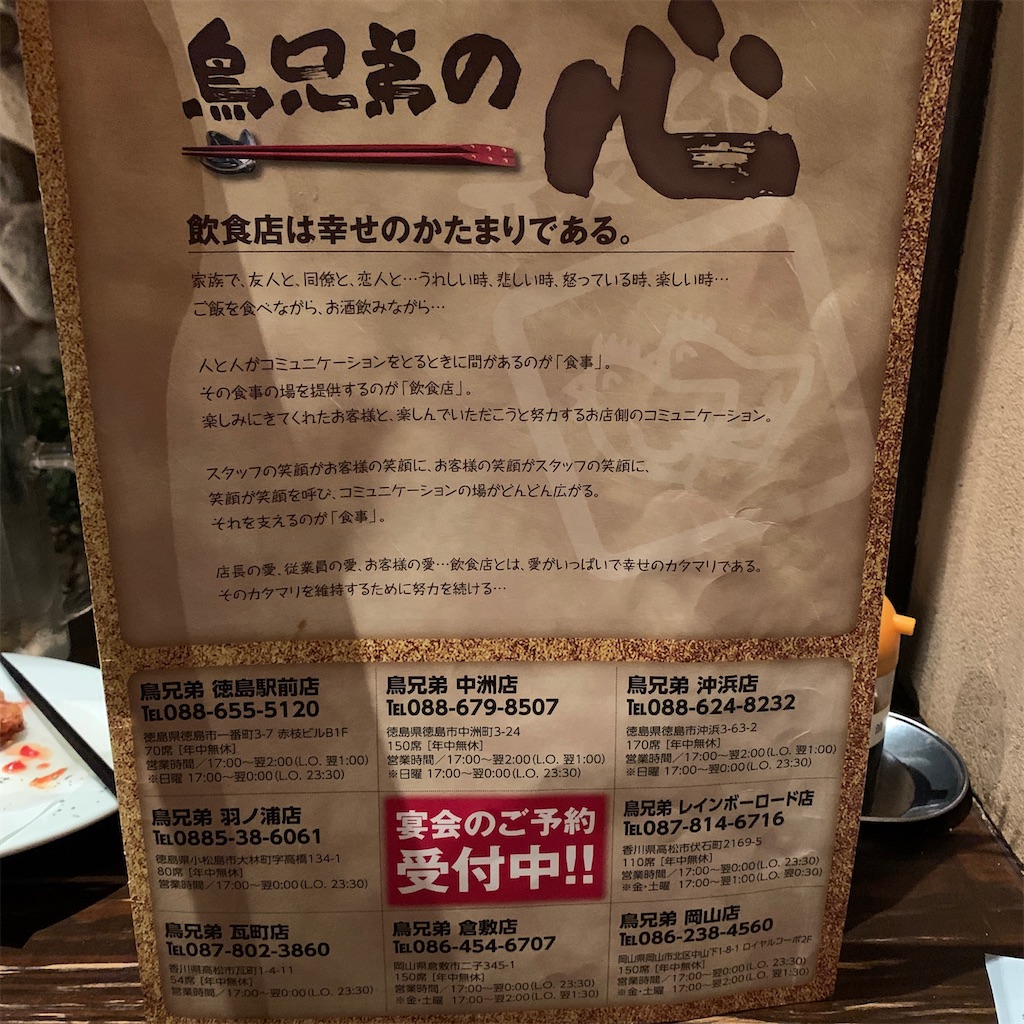 鳥兄弟の心
飲食店は幸せのかたまりである。
家族で、友人と、同僚と、恋人と…うれしい時、悲しい時、怒っている時、楽しい時…
ご飯を食べながら、お酒飲みながら…
人と人がコミュニケーションをとるときに間があるのが「食事」。
その食事の場を提供するのが「飲食店」。
楽しみにきてくれたお客様と、楽しんでいただこうと努力するお店側のコミュニケーション。
スタッフの笑顔がお客様の笑顔に、お客様の笑顔がスタッフの笑顔に、
笑顔が笑顔を呼び、コミュニケーションの場がどんどん広がる。
それを支えるのが「食事」。
店長の愛、従業員の愛、お客様の愛…飲食店とは、愛がいっぱいで幸せのカタマリである。
そのカタマリを維持するために努力を続ける…
鳥兄弟 徳島駅前店
TEL088-655-5120
徳島県徳島市一番町3-7 赤枝ビルB1F
70席 [年中無休]
営業時間／17:00〜翌2:00(L.O. 翌1:00)
※日曜 17:00〜翌0:00(L.O. 23:30)
鳥兄弟 中洲店
TEL088-679-8507
徳島県徳島市中洲町3-24
150席 [年中無休]
営業時間／17:00〜翌2:00(L.O. 翌1:00)
※日曜 17:00〜翌0:00(L.O. 23:30)
鳥兄弟 沖浜店
TEL088-624-8232
徳島県徳島市沖浜3-63-2
170席 [年中無休]
営業時間／17:00〜翌2:00(L.O. 翌1:00)
※日曜 17:00〜翌0:00(L.O. 23:30)
鳥兄弟 羽ノ浦店
TEL0885-38-6061
徳島県小松島市大林町字高橋134-1
80席 [年中無休]
営業時間／17:00〜翌0:00(L.O. 23:30)
宴会のご予約
受付中!!
鳥兄弟 レインボーロード店
TEL087-814-6716
香川県高松市伏石町2169-5
110席 [年中無休]
営業時間／17:00〜翌0:00(L.O. 23:30)
※金・土曜 17:00〜翌1:00(L.O. 翌0:30)
鳥兄弟 瓦町店
TEL087-802-3860
香川県高松市瓦町1-4-11
54席 [年中無休]
営業時間／17:00〜翌0:00(L.O. 23:30)
鳥兄弟 倉敷店
TEL086-454-6707
岡山県倉敷市二子345-1
150席 [年中無休]
営業時間／17:00〜翌0:00(L.O. 23:30)
※金・土曜 17:00〜翌2:00(L.O. 翌1:30)
鳥兄弟 岡山店
TEL086-238-4560
岡山県岡山市北区中山下1-8-1 ロイヤルコーポ2F
150席 [年中無休]
営業時間／17:00〜翌0:00(L.O. 23:30)
※金・土曜 17:00〜翌2:00(L.O. 翌1:30)